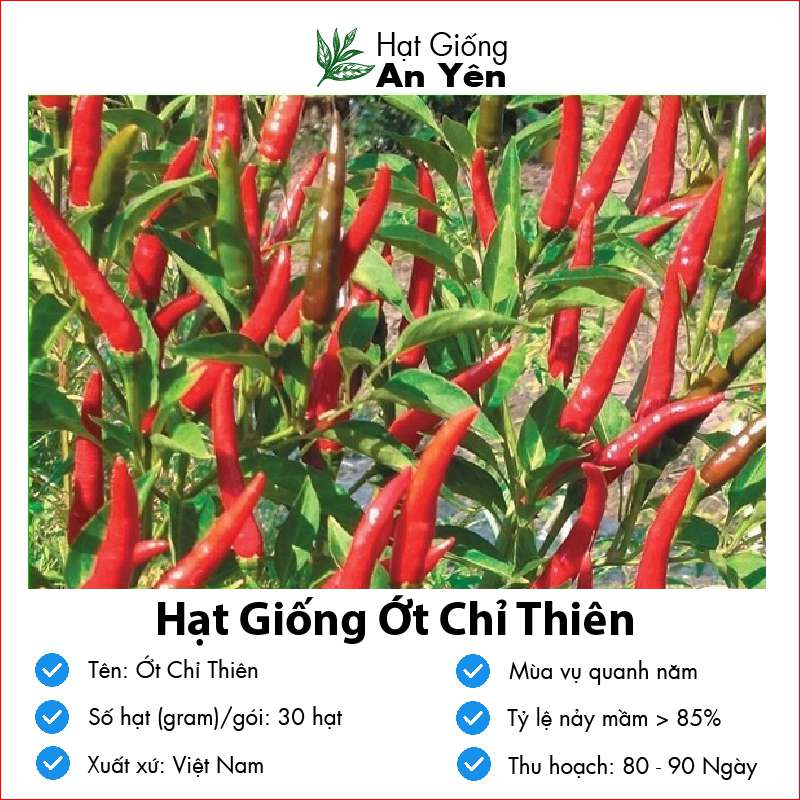 Hạt Giống
An Yên
Hạt Giống Ớt Chỉ Thiên
Tên: Ớt Chỉ Thiên
Số hạt (gram)/gói: 30 hạt
Xuất xứ: Việt Nam
Mùa vụ quanh năm
Tỷ lệ nảy mầm > 85%
Thu hoạch: 80 - 90 Ngày